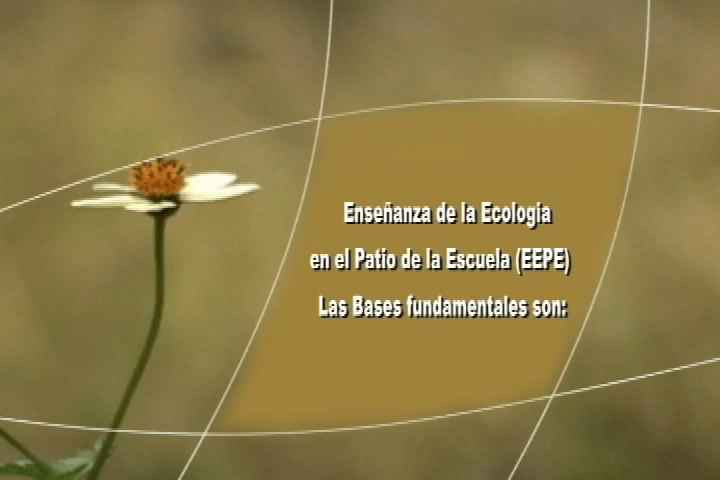 Enseñanza de la Ecologia
en el Patio de la Escuela (EEPE)
Las Bases fundamentales son: